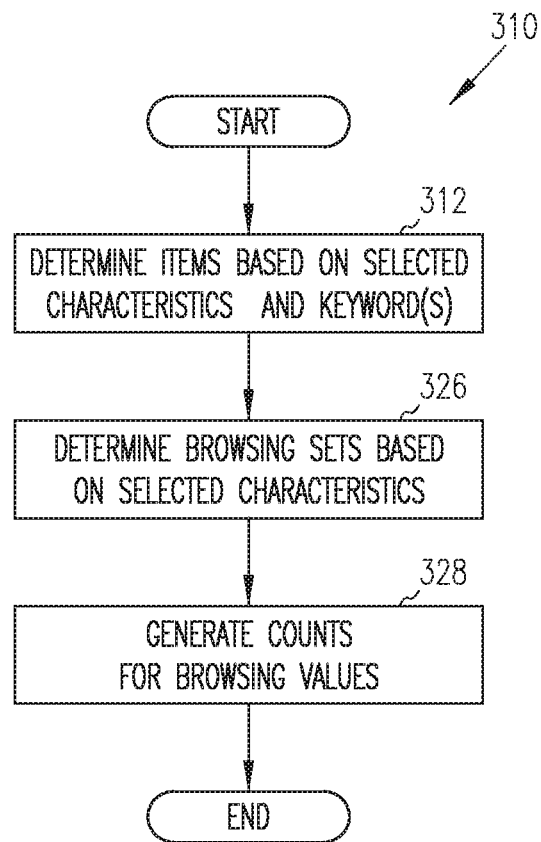 310
START
312
DETERMINE ITEMS BASED ON SELECTED
CHARACTERISTICS AND KEYWORD(S)
326
DETERMINE BROWSING SETS BASED
ON SELECTED CHARACTERISTICS
328
GENERATE COUNTS
FOR BROWSING VALUES
END